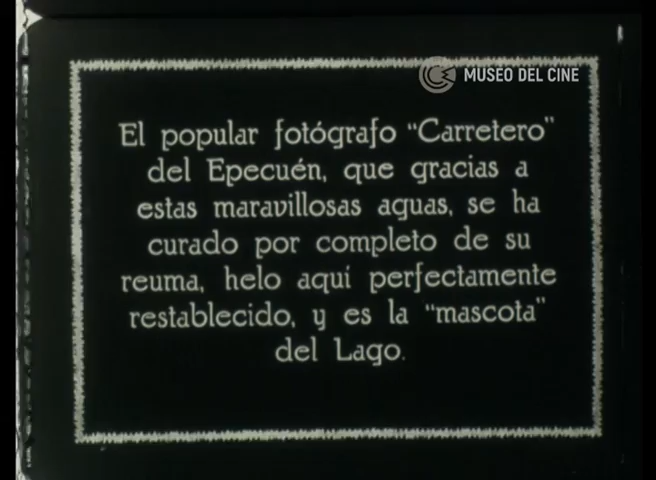 MUSEO DEL CINE
El popular fotógrafo “Carretero”
del Epecuén, que gracias a
estas maravillosas aguas, se ha
curado por completo de su
reuma, helo aquí perfectamente
restablecido, y es la “mascota”
del Lago.